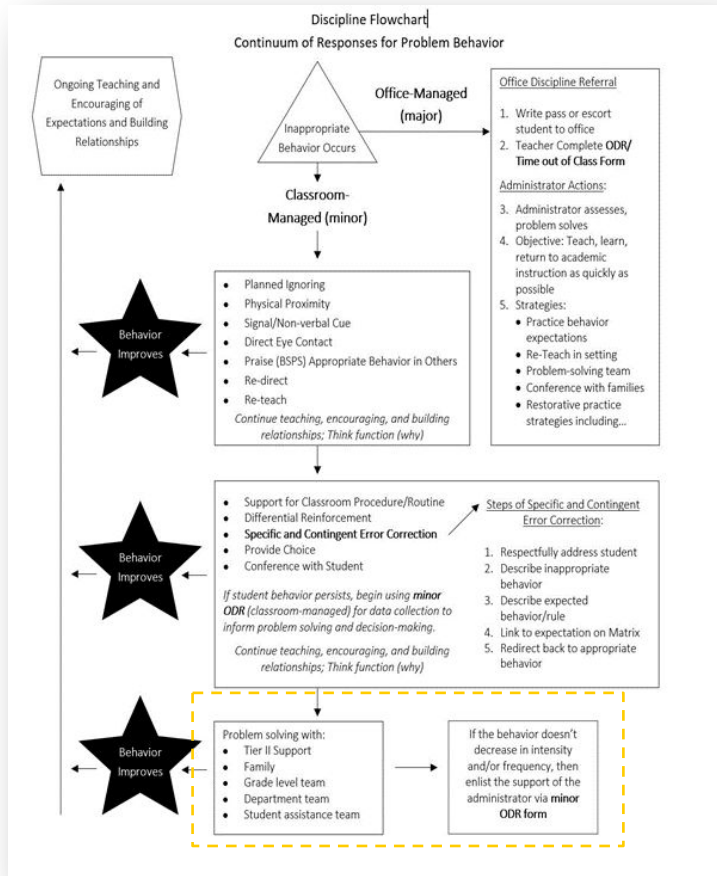 Discipline Flowchart
Continuum of Responses for Problem Behavior
Ongoing Teaching and
Encouraging of
Expectations and Building
Relationships
Inappropriate
Behavior Occurs
Office-Managed
(major)
Office Discipline Referral
1. Write pass or escort
student to office
2. Teacher Complete ODR/
Time out of Class Form
Administrator Actions:
3. Administrator assesses,
problem solves
4. Objective: Teach, learn,
return to academic
instruction as quickly as
possible
5. Strategies:
• Practice behavior
expectations
• Re-Teach in setting
• Problem-solving team
• Conference with families
• Restorative practice
strategies including...
Classroom-
Managed (minor)
Behavior
Improves
• Planned Ignoring
• Physical Proximity
• Signal/Non-verbal Cue
• Direct Eye Contact
• Praise (BSPS) Appropriate Behavior in Others
• Re-direct
• Re-teach
Continue teaching, encouraging, and building
relationships; Think function (why)
Behavior
Improves
• Support for Classroom Procedure/Routine
• Differential Reinforcement
• Specific and Contingent Error Correction
• Provide Choice
• Conference with Student
If student behavior persists, begin using minor
ODR (classroom-managed) for data collection to
inform problem solving and decision-making.
Continue teaching, encouraging, and building
relationships; Think function (why)
Steps of Specific and Contingent
Error Correction:
1. Respectfully address student
2. Describe inappropriate
behavior
3. Describe expected
behavior/rule
4. Link to expectation on Matrix
5. Redirect back to appropriate
behavior
Behavior
Improves
Problem solving with:
• Tier II Support
• Family
• Grade level team
• Department team
• Student assistance team
If the behavior doesn't
decrease in intensity
and/or frequency, then
enlist the support of the
administrator via minor
ODR form